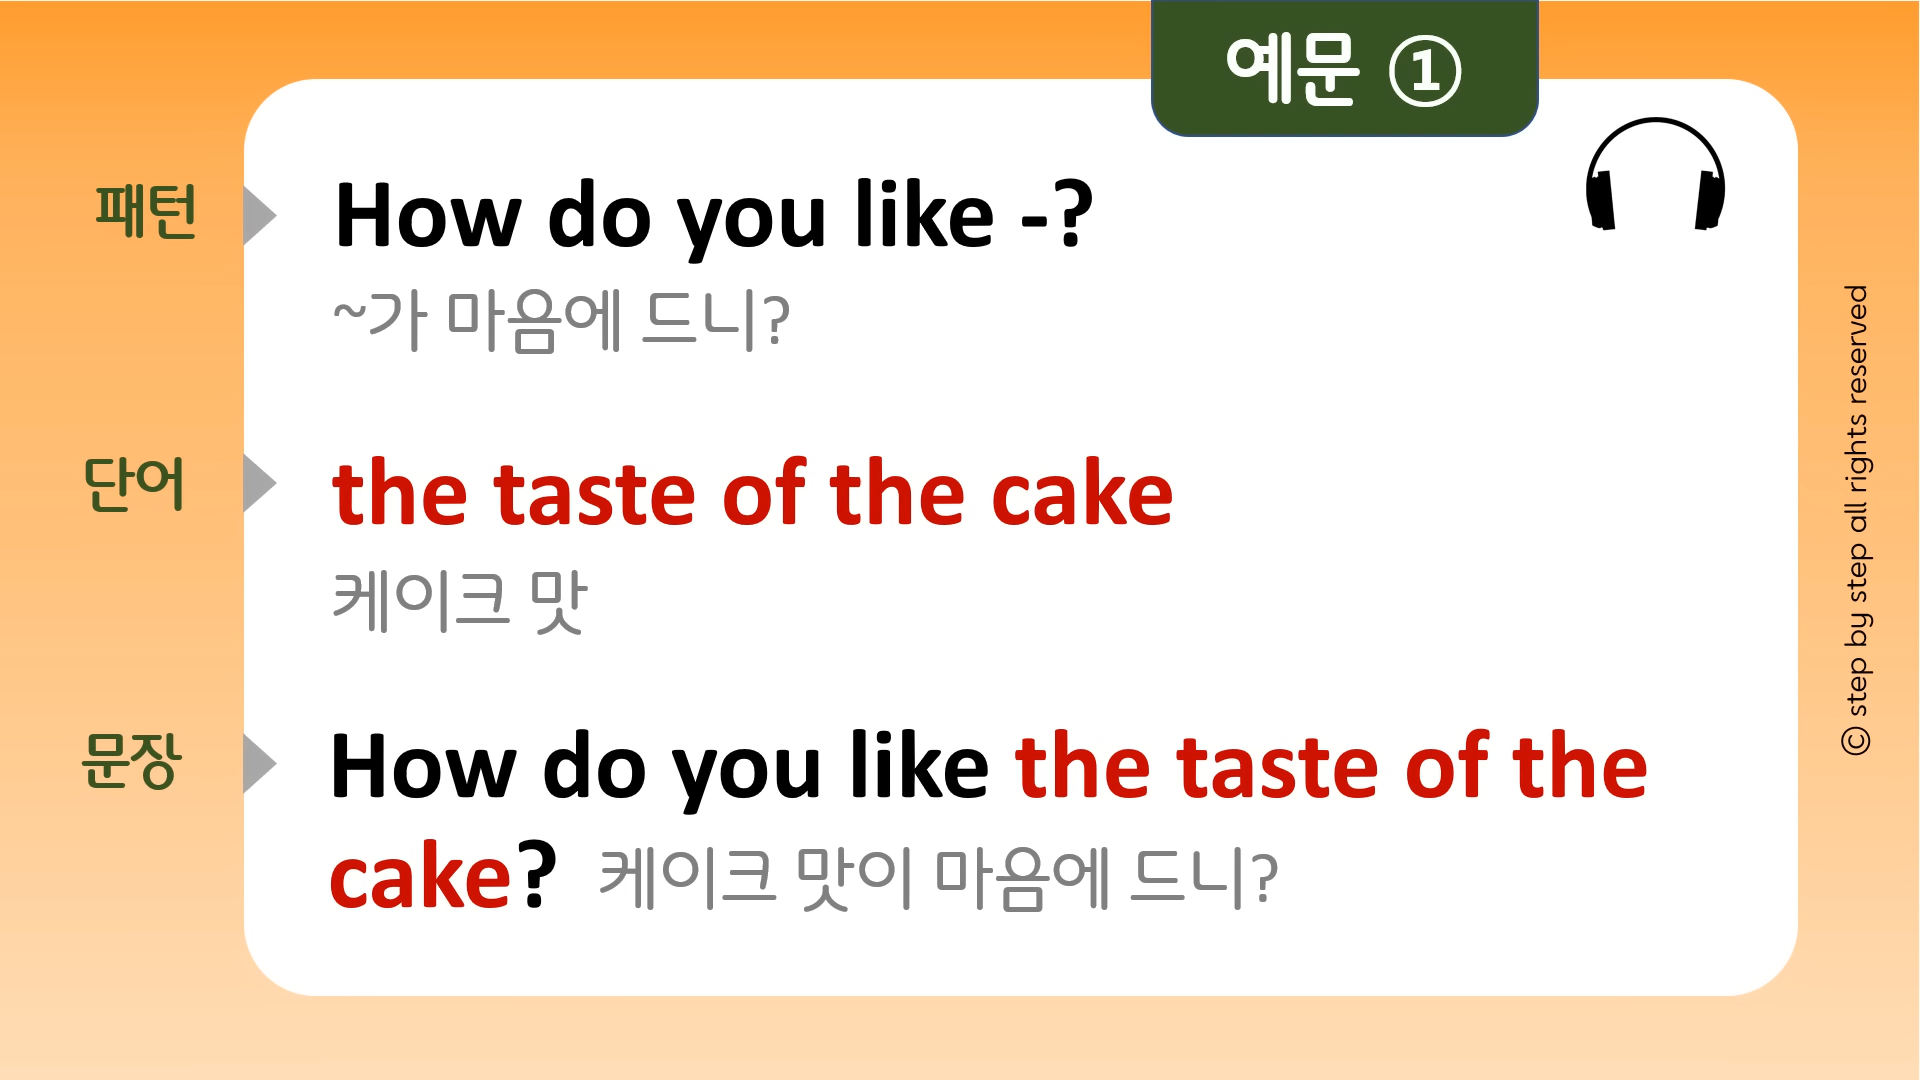 예문 ①
패턴
How do you like -?
~가 마음에 드니?
단어
the taste of the cake
케이크 맛
문장
How do you like the taste of the
cake? 케이크 맛이 마음에 드니?
© step by step all rights reserved